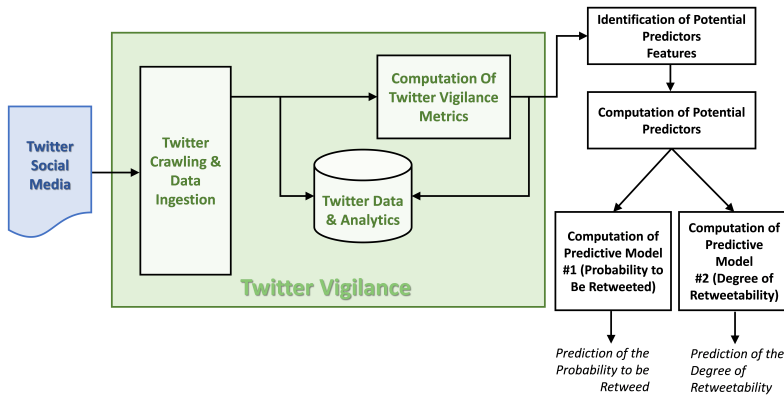 Twitter
Social
Media
Twitter
Crawling &
Data
Ingestion
Computation Of
Twitter Vigilance
Metrics
Twitter Data
& Analytics
Twitter Vigilance
Identification of Potential
Predictors
Features
Computation of Potential
Predictors
Computation of
Predictive Model
#1 (Probability to
Be Retweeted)
Computation of
Predictive
Model
#2 (Degree of
Retweetability)
Prediction of the
Probability to be
Retweed
Prediction of the
Degree of
Retweetability